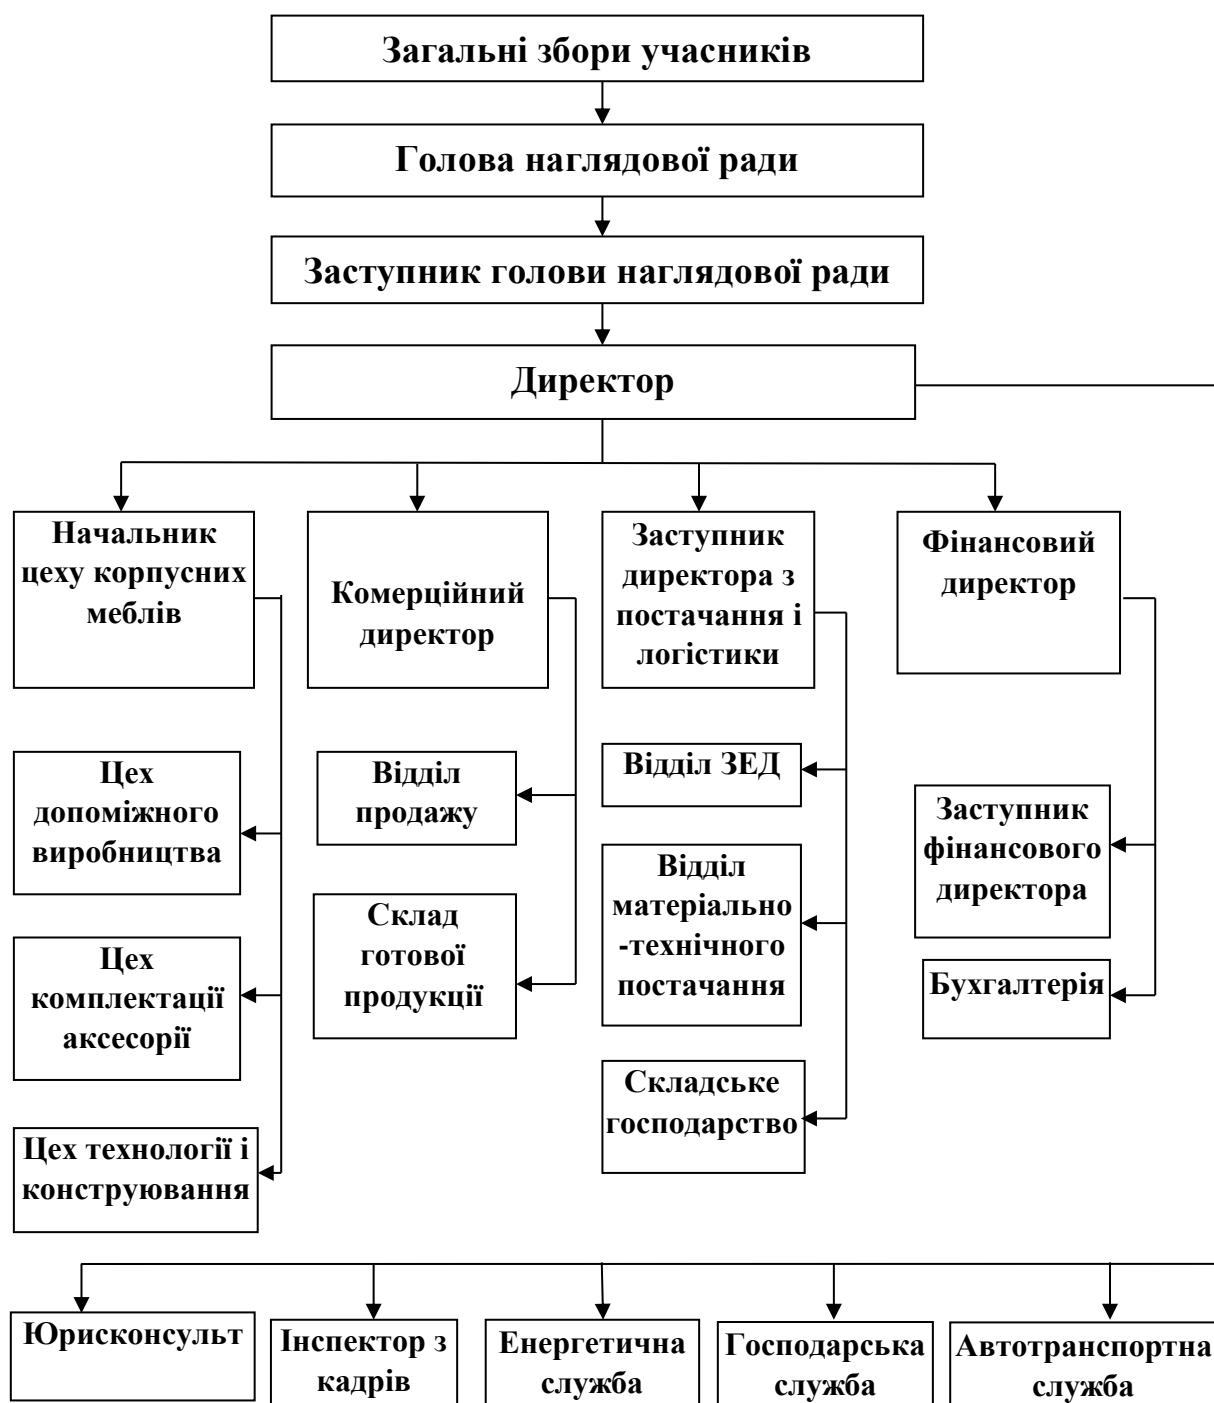 Загальні збори учасників
Голова наглядової ради
Заступник голови наглядової ради
Директор
Начальник
цеху корпусних
меблів
Комерційний
директор
Заступник
директора з
постачання і
логістики
Фінансовий
директор
Цех
допоміжного
виробництва
Відділ
продажу
Відділ ЗЕД
Заступник
фінансового
директора
Цех
комплектації
аксесорії
Склад
готової
продукції
Відділ
матеріально
-технічного
постачання
Бухгалтерія
Цех технології і
конструювання
Складське
господарство
Юрисконсульт
Інспектор з
кадрів
Енергетична
служба
Господарська
служба
Автотранспортна
служба